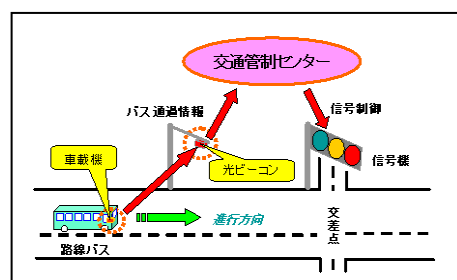 交通管制センター
バス通過情報
信号制御
車載機
光ビーコン
信号機
進行方向
交差点
路線バス